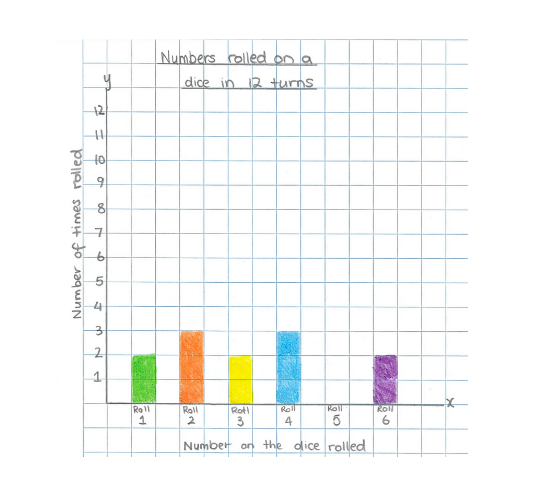 Numbers rolled on a
dice in 12 turns
y
Number of times rolled
12
11
10
9
8
7
6
5
4
3
2
1
x
Roll 1
Roll 2
Roll 3
Roll 4
Roll 5
Roll 6
Number on the dice rolled